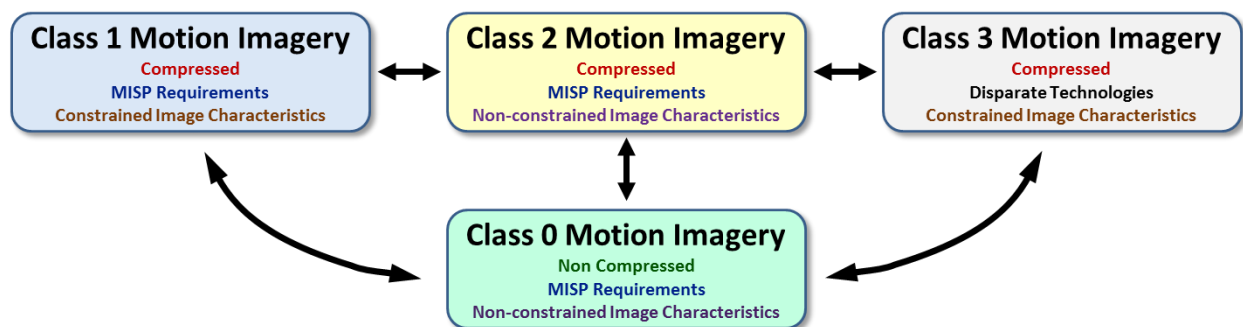 Class 1 Motion Imagery
Compressed
MISP Requirements
Constrained Image Characteristics
Class 2 Motion Imagery
Compressed
MISP Requirements
Non-constrained Image Characteristics
Class 3 Motion Imagery
Compressed
Disparate Technologies
Constrained Image Characteristics
Class 0 Motion Imagery
Non Compressed
MISP Requirements
Non-constrained Image Characteristics